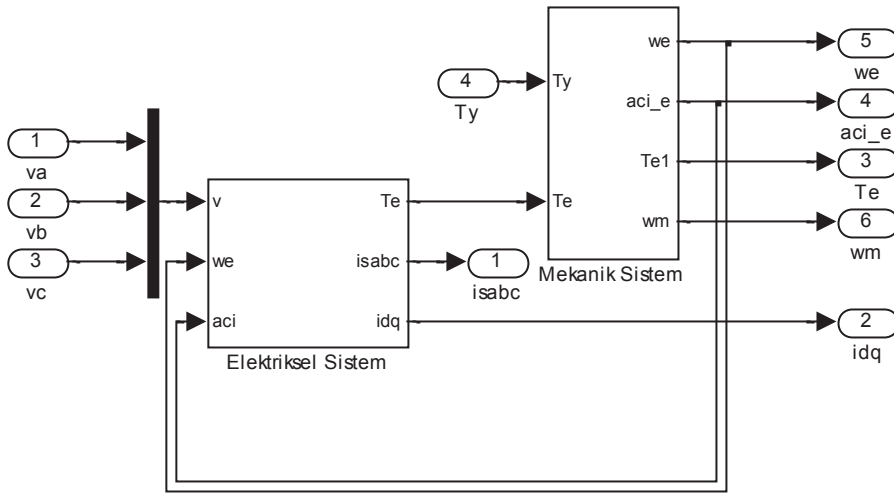 1
va
2
vb
3
vc
v
we
aci
Te
isabc
idq
Elektriksel Sistem
4
Ty
1
isabc
Ty
Te
we
aci_e
Te1
wm
Mekanik Sistem
5
we
4
aci_e
3
Te
6
wm
2
idq